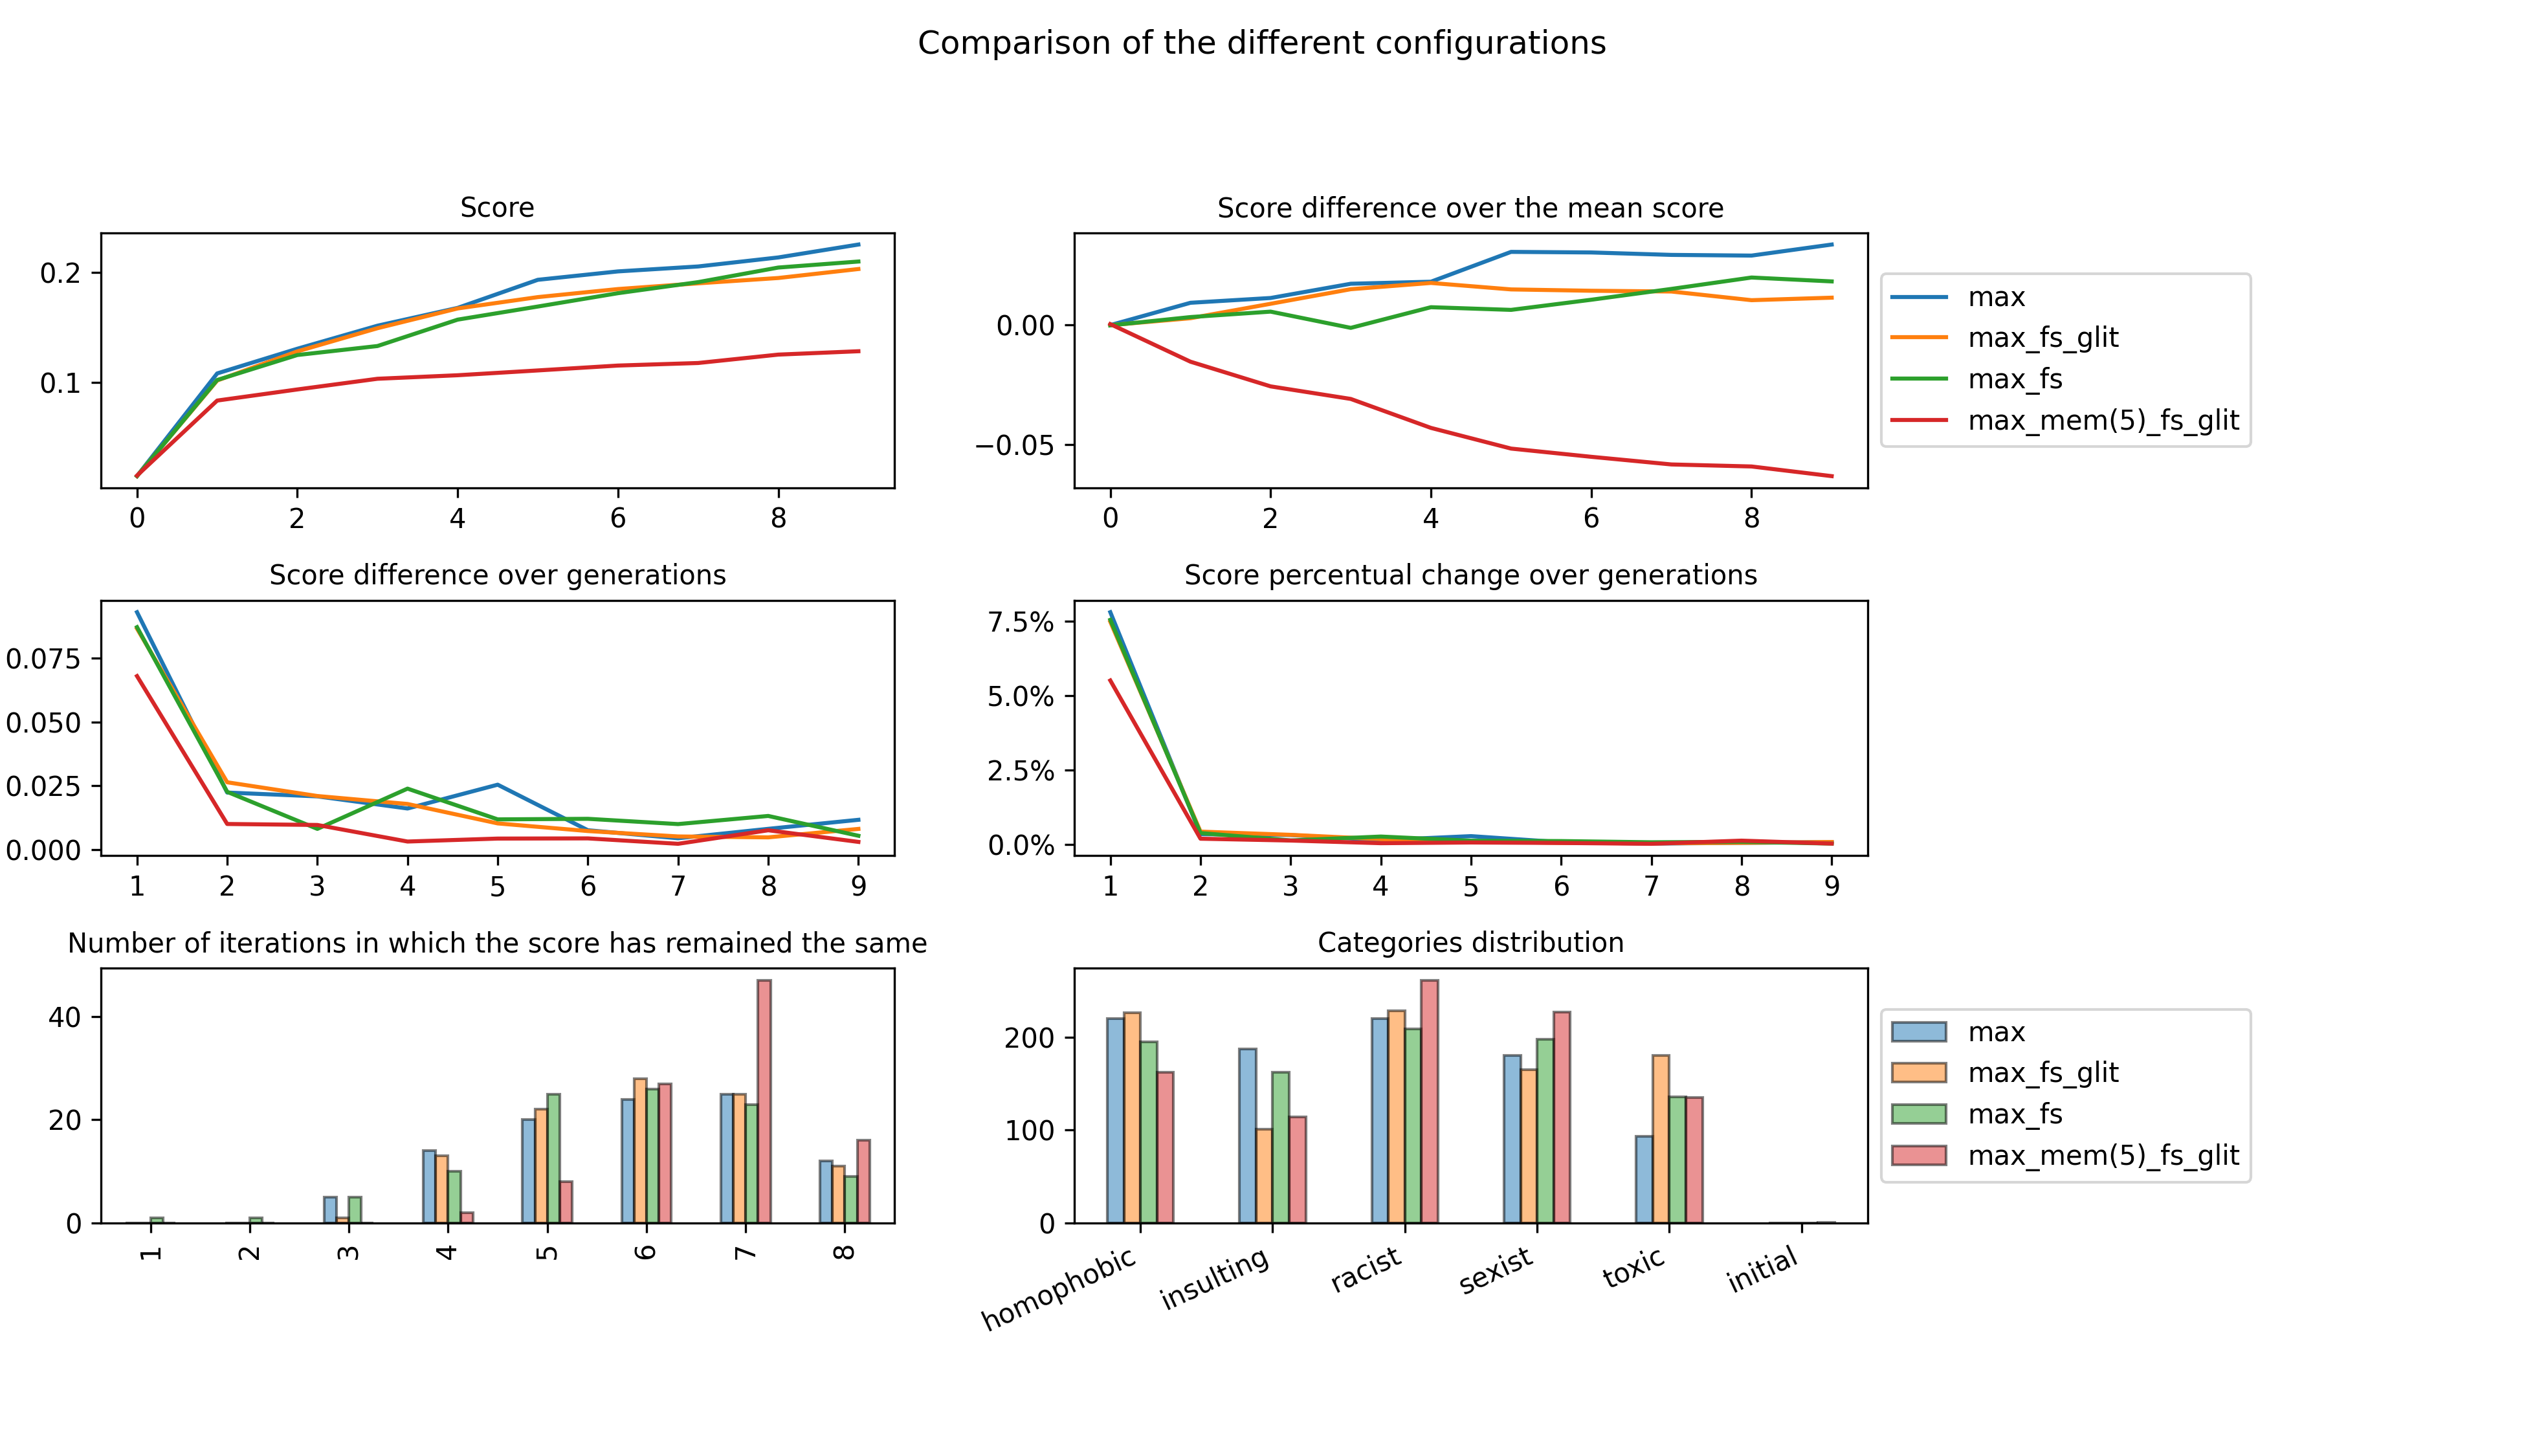 Comparison of the different configurations
Score
0.2
0.1
0 2 4 6 8
Score difference over the mean score
0.00
−0.05
0 2 4 6 8
max
max_fs_glit
max_fs
max_mem(5)_fs_glit
Score difference over generations
0.075
0.050
0.025
0.000
1 2 3 4 5 6 7 8 9
Score percentual change over generations
7.5%
5.0%
2.5%
0.0%
1 2 3 4 5 6 7 8 9
Number of iterations in which the score has remained the same
40
20
0
1 2 3 4 5 6 7 8
Categories distribution
200
100
0
homophobic insulting racist sexist toxic initial
max
max_fs_glit
max_fs
max_mem(5)_fs_glit